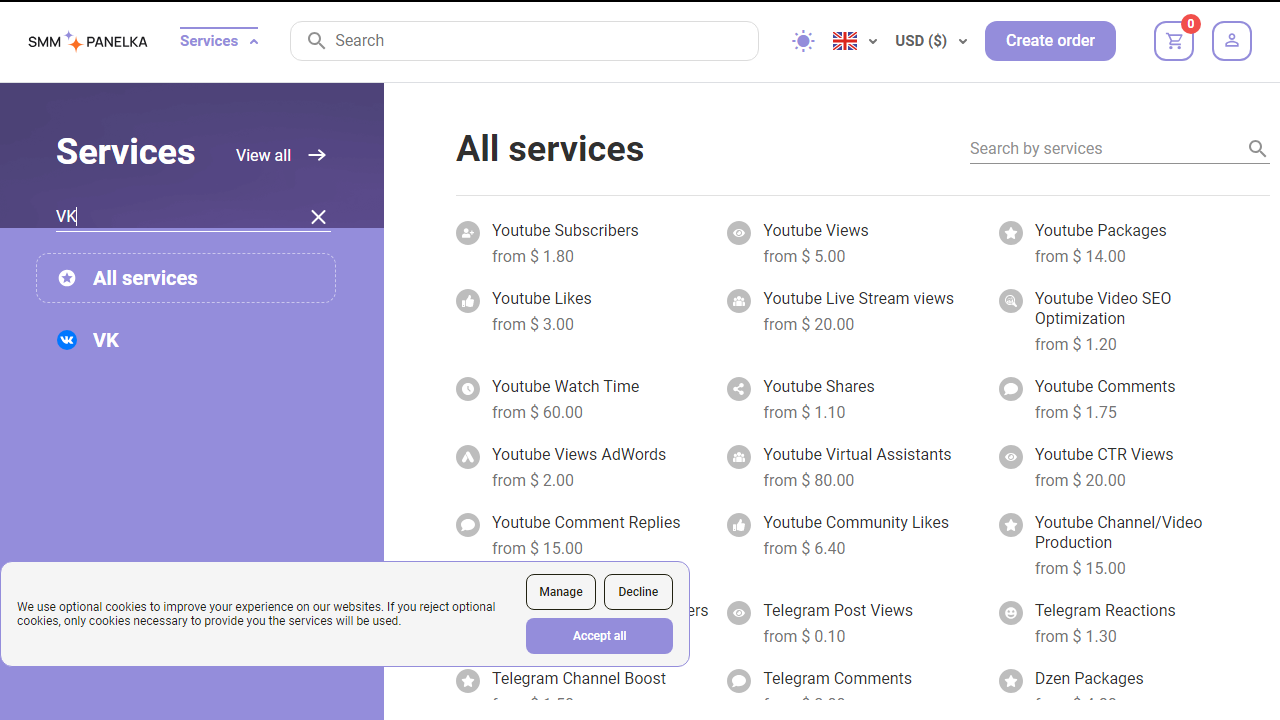 SMM PANELKA
Services
Search
USD ($)
Create order
0
Services
View all
VK
All services
VK
All services
Search by services
Youtube Subscribers
from $ 1.80
Youtube Views
from $ 5.00
Youtube Packages
from $ 14.00
Youtube Likes
from $ 3.00
Youtube Live Stream views
from $ 20.00
Youtube Video SEO
Optimization
from $ 1.20
Youtube Watch Time
from $ 60.00
Youtube Shares
from $ 1.10
Youtube Comments
from $ 1.75
Youtube Views AdWords
from $ 2.00
Youtube Virtual Assistants
from $ 80.00
Youtube CTR Views
from $ 20.00
Youtube Comment Replies
from $ 15.00
Youtube Community Likes
from $ 6.40
Youtube Channel/Video
Production
from $ 15.00
Telegram Post Views
from $ 0.10
Telegram Reactions
from $ 1.30
Telegram Channel Boost
Telegram Comments
Dzen Packages
We use optional cookies to improve your experience on our websites. If you reject optional
cookies, only cookies necessary to provide you the services will be used.
Manage
Decline
Accept all